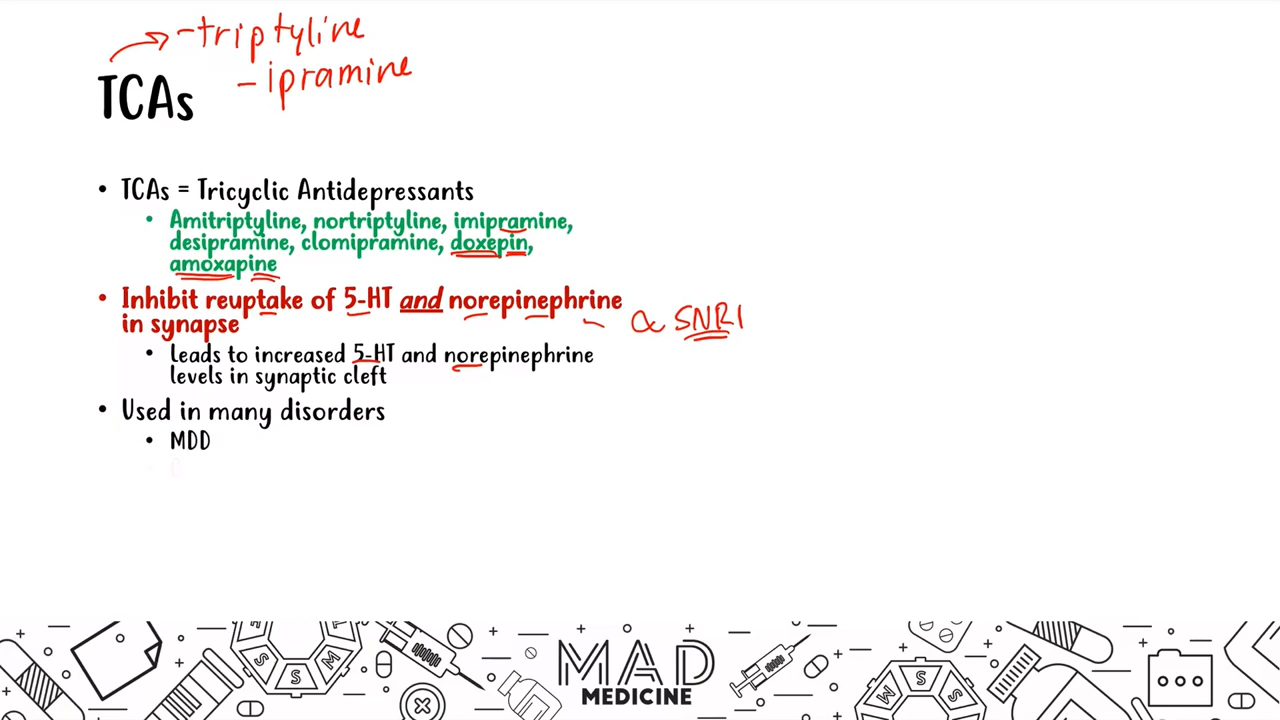 -triptyline
-ipramine
TCAs
• TCAs = Tricyclic Antidepressants
• Amitriptyline, nortriptyline, imipramine,
desipramine, clomipramine, doxepin,
amoxapine
• Inhibit reuptake of 5-HT and norepinephrine
in synapse
∝ SNRI
• Leads to increased 5-HT and norepinephrine
levels in synaptic cleft
• Used in many disorders
• MDD
S S M
MAD
MEDICINE
M S S